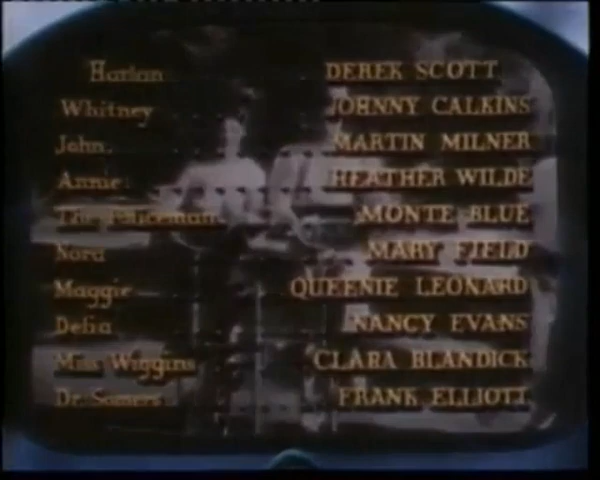 Harlan DEREK SCOTT
Whitney JOHNNY CALKINS
John MARTIN MILNER
Annie HEATHER WILDE
The Policeman MONTE BLUE
Nora MARY FIELD
Maggie QUEENIE LEONARD
Delia NANCY EVANS
Miss Wiggins CLARA BLANDICK
Dr. Somers FRANK ELLIOTT